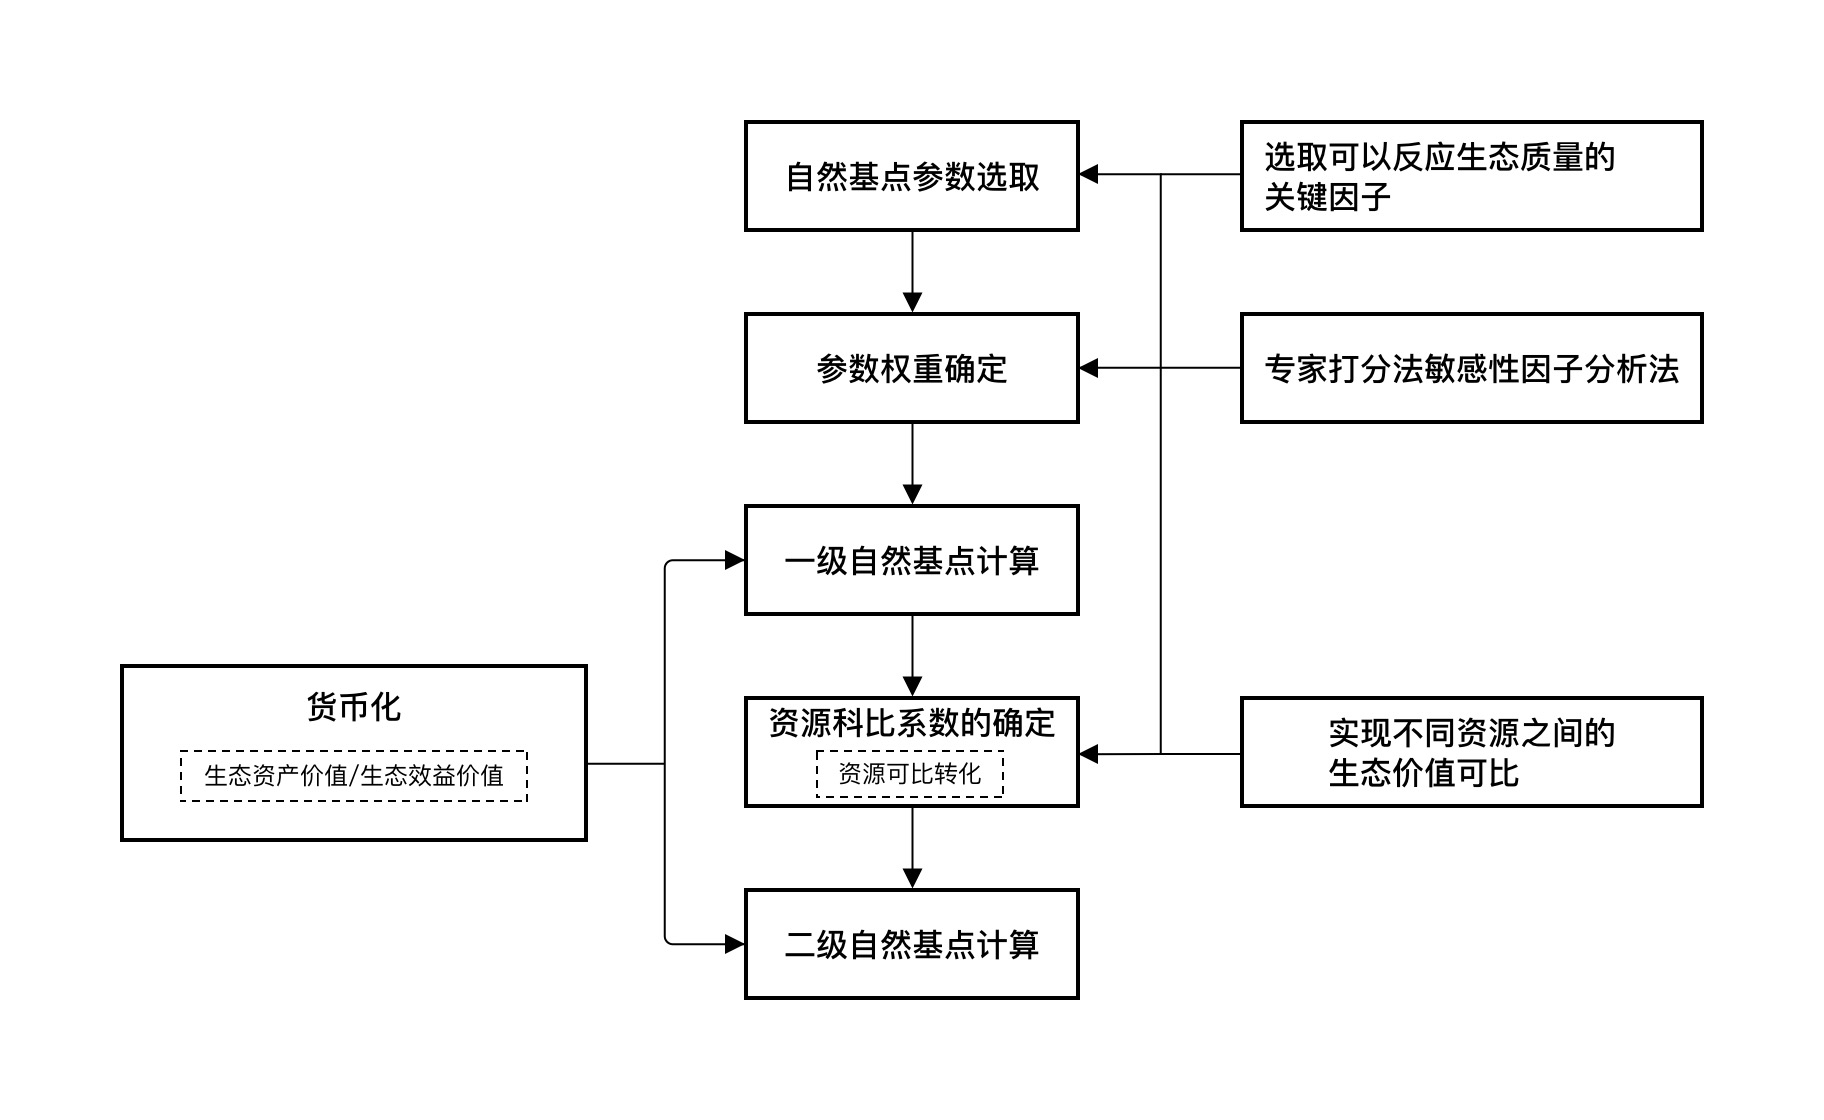 自然基点参数选取
选取可以反应生态质量的
关键因子
参数权重确定
专家打分法敏感性因子分析法
一级自然基点计算
货币化
生态资产价值/生态效益价值
资源科比系数的确定
资源可比转化
实现不同资源之间的
生态价值可比
二级自然基点计算